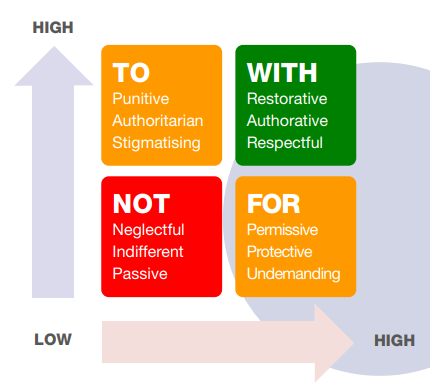 HIGH
TO
Punitive
Authoritarian
Stigmatising
WITH
Restorative
Authorative
Respectful
NOT
Neglectful
Indifferent
Passive
FOR
Permissive
Protective
Undemanding
LOW
HIGH